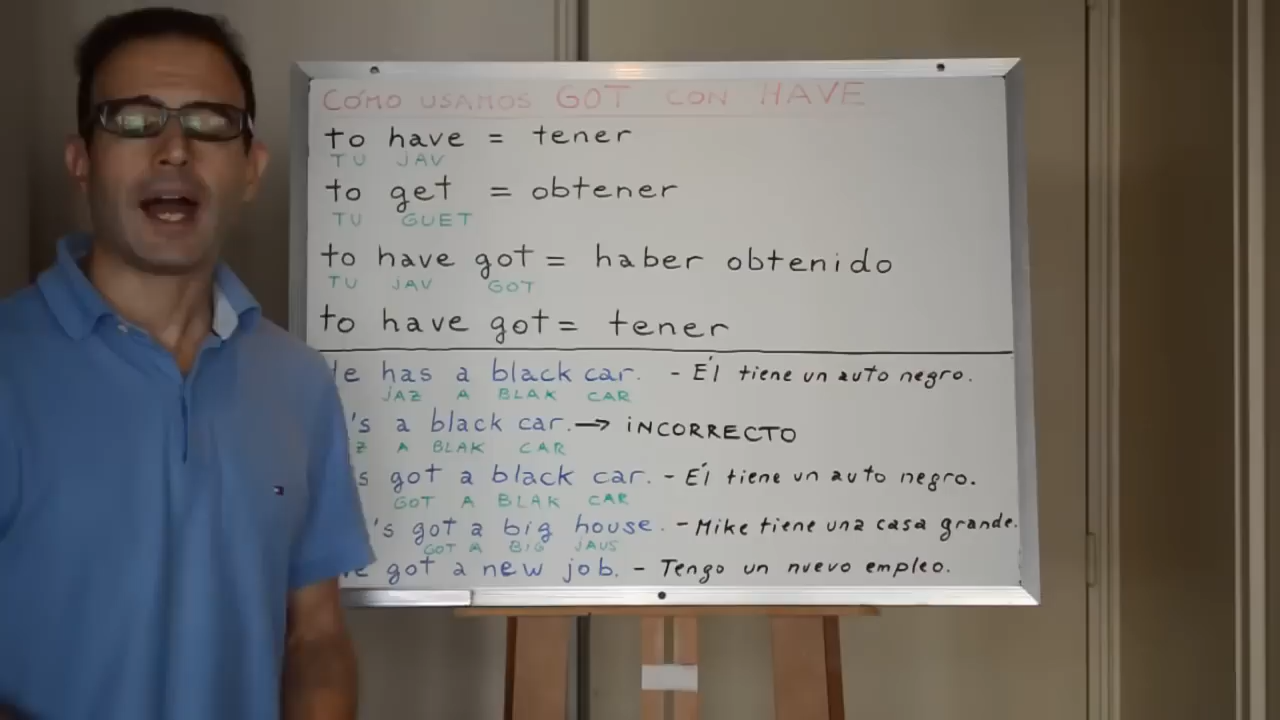 CÓMO USAMOS GOT CON HAVE
to have = tener
TU JAV
to get = obtener
TU GUET
to have got = haber obtenido
TU JAV GOT
to have got = tener
He has a black car. - Él tiene un auto negro.
JAZ A BLAK CAR
's a black car. → iNCORRECTO
Z A BLAK CAR
's got a black car. - Él tiene un auto negro.
GOT A BLAK CAR
's got a big house. - Mike tiene una casa grande.
GOT A BIG JAUS
got a new job. - Tengo un nuevo empleo.